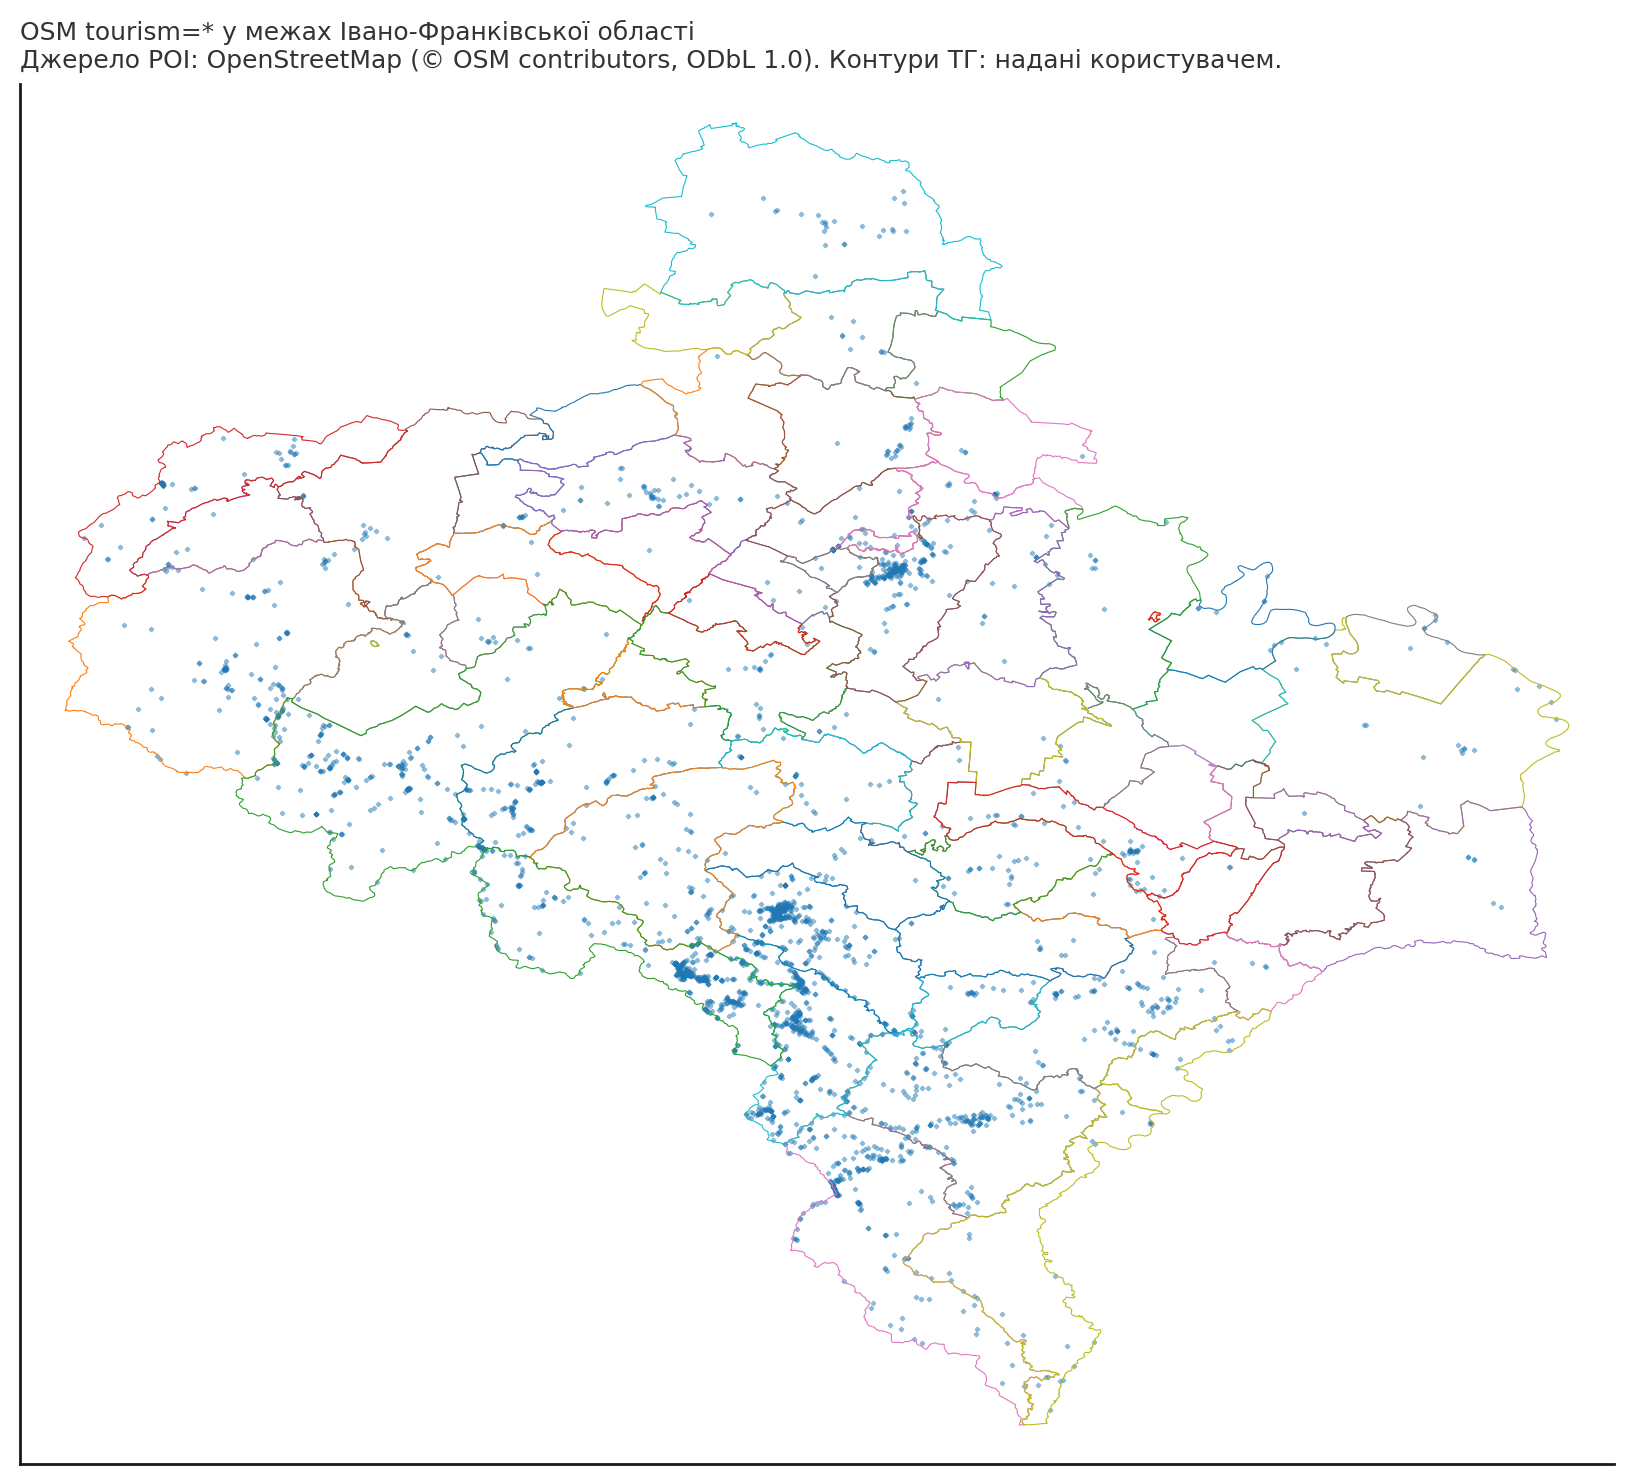 OSM tourism=* у межах Івано-Франківської області
Джерело POI: OpenStreetMap (© OSM contributors, ODbL 1.0). Контури ТГ: надані користувачем.